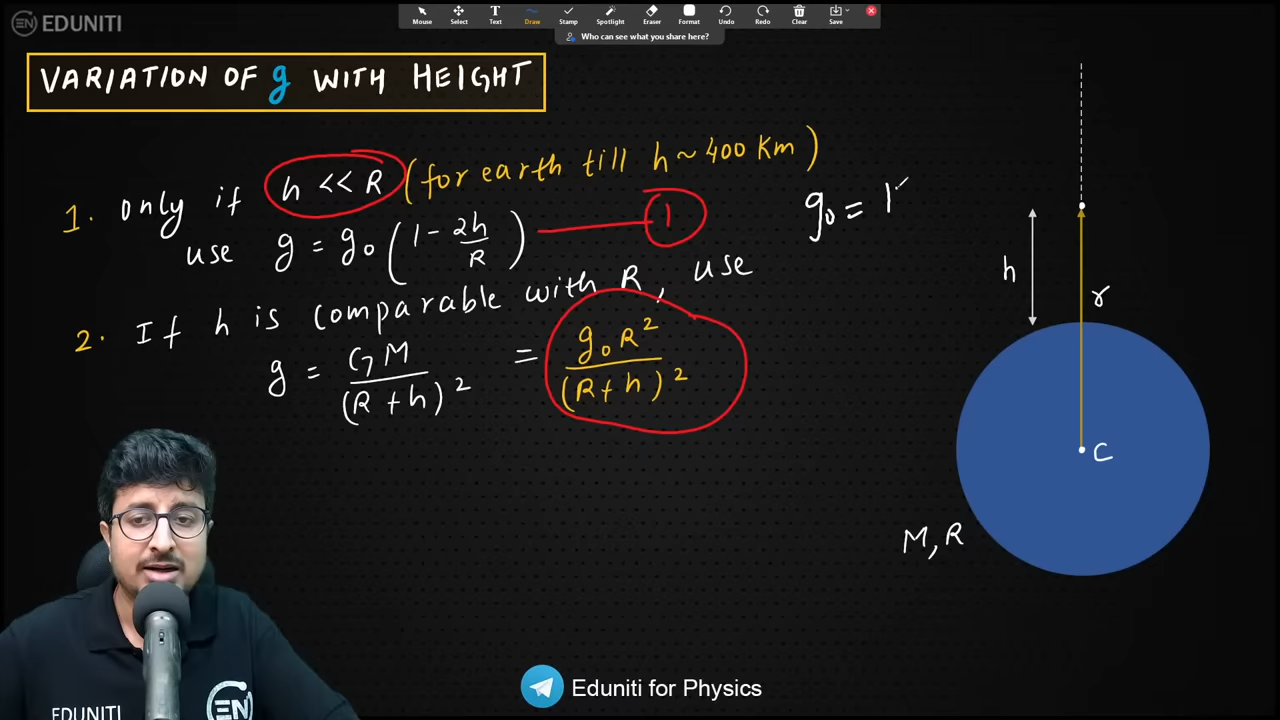 EN EDUNITI
Mouse Select Text Draw Stamp Spotlight Eraser Format Undo Redo Clear Save
Who can see what you share here?
VARIATION OF g WITH HEIGHT
1. Only if h << R (for earth till h ~ 400 Km)
use g = g₀ (1 - 2h/R) 1
g₀ = 1
2. If h is comparable with R, use
g = GM/(R + h)² = g₀R²/(R + h)²
h
r
C
M, R
EDUNITI
EN
Eduniti for Physics